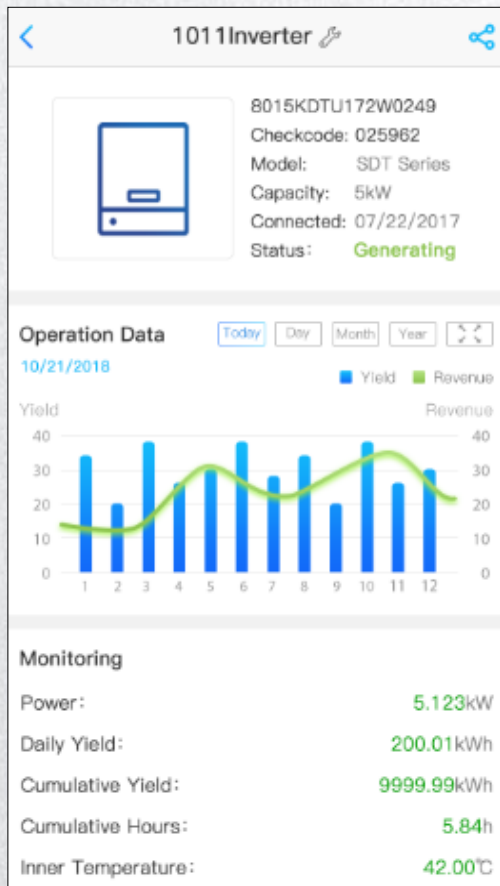 1011Inverter
8015KDTU172W0249
Checkcode: 025962
Model: SDT Series
Capacity: 5kW
Connected: 07/22/2017
Status: Generating
Operation Data Today Day Month Year
10/21/2018
Yield Revenue
Yield Revenue
40 40
30 30
20 20
10 10
0 0
1 2 3 4 5 6 7 8 9 10 11 12
Monitoring
Power: 5.123kW
Daily Yield: 200.01kWh
Cumulative Yield: 9999.99kWh
Cumulative Hours: 5.84h
Inner Temperature: 42.00℃